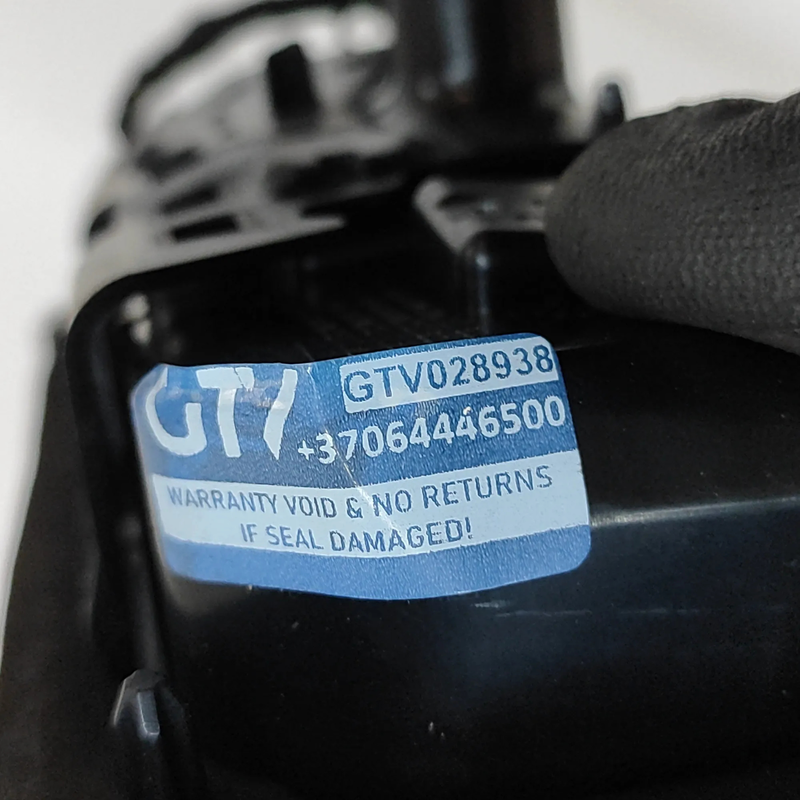 GTV GTV028938
+37064446500
WARRANTY VOID & NO RETURNS
IF SEAL DAMAGED!